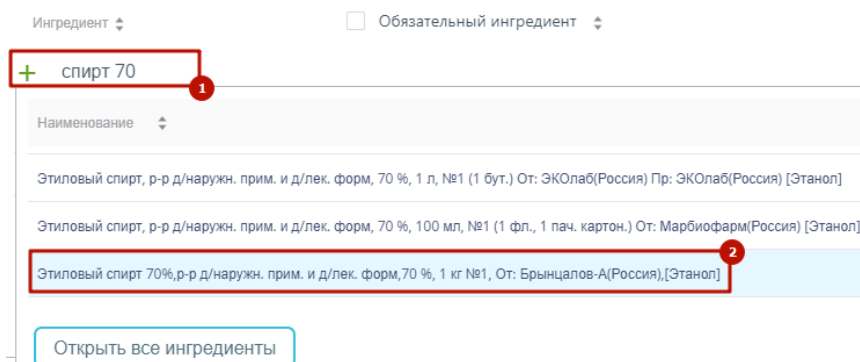 Ингредиент Обязательный ингредиент
+ спирт 70
1
Наименование
Этиловый спирт, р-р д/наружн. прим. и д/лек. форм, 70 %, 1 л, №1 (1 бут.) От: ЭКОлаб(Россия) Пр: ЭКОлаб(Россия) [Этанол]
Этиловый спирт, р-р д/наружн. прим. и д/лек. форм, 70 %, 100 мл, №1 (1 фл., 1 пач. картон.) От: Марбиофарм(Россия) [Этанол]
2
Этиловый спирт 70%,р-р д/наружн. прим. и д/лек. форм,70 %, 1 кг №1, От: Брынцалов-А(Россия),[Этанол]
Открыть все ингредиенты